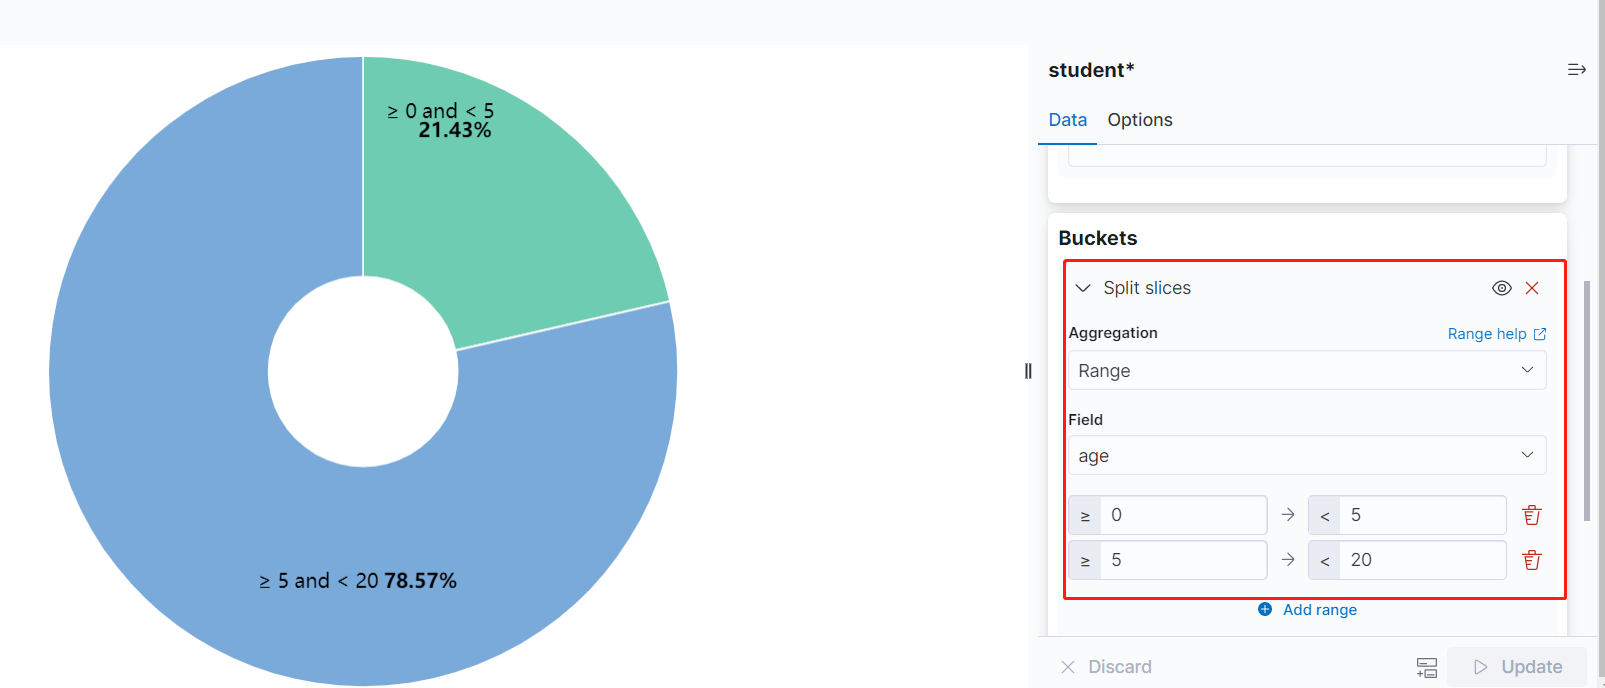 ≥ 0 and < 5
21.43%
≥ 5 and < 20 78.57%
student*
Data Options
Buckets
Split slices
Aggregation Range help
Range
Field
age
≥ 0 → < 5
≥ 5 → < 20
Add range
Discard Update